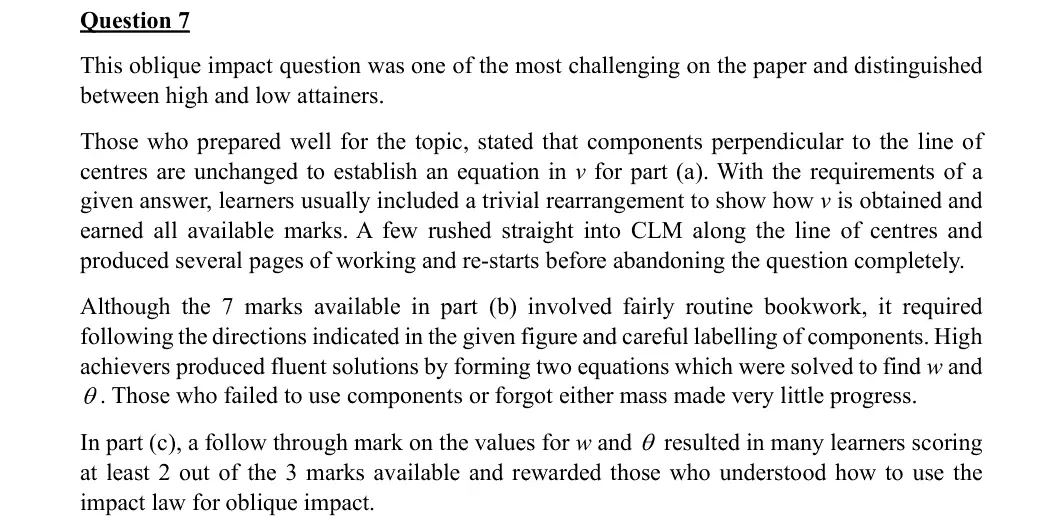 Question 7
This oblique impact question was one of the most challenging on the paper and distinguished
between high and low attainers.
Those who prepared well for the topic, stated that components perpendicular to the line of
centres are unchanged to establish an equation in v for part (a). With the requirements of a
given answer, learners usually included a trivial rearrangement to show how v is obtained and
earned all available marks. A few rushed straight into CLM along the line of centres and
produced several pages of working and re-starts before abandoning the question completely.
Although the 7 marks available in part (b) involved fairly routine bookwork, it required
following the directions indicated in the given figure and careful labelling of components. High
achievers produced fluent solutions by forming two equations which were solved to find w and
θ. Those who failed to use components or forgot either mass made very little progress.
In part (c), a follow through mark on the values for w and θ resulted in many learners scoring
at least 2 out of the 3 marks available and rewarded those who understood how to use the
impact law for oblique impact.